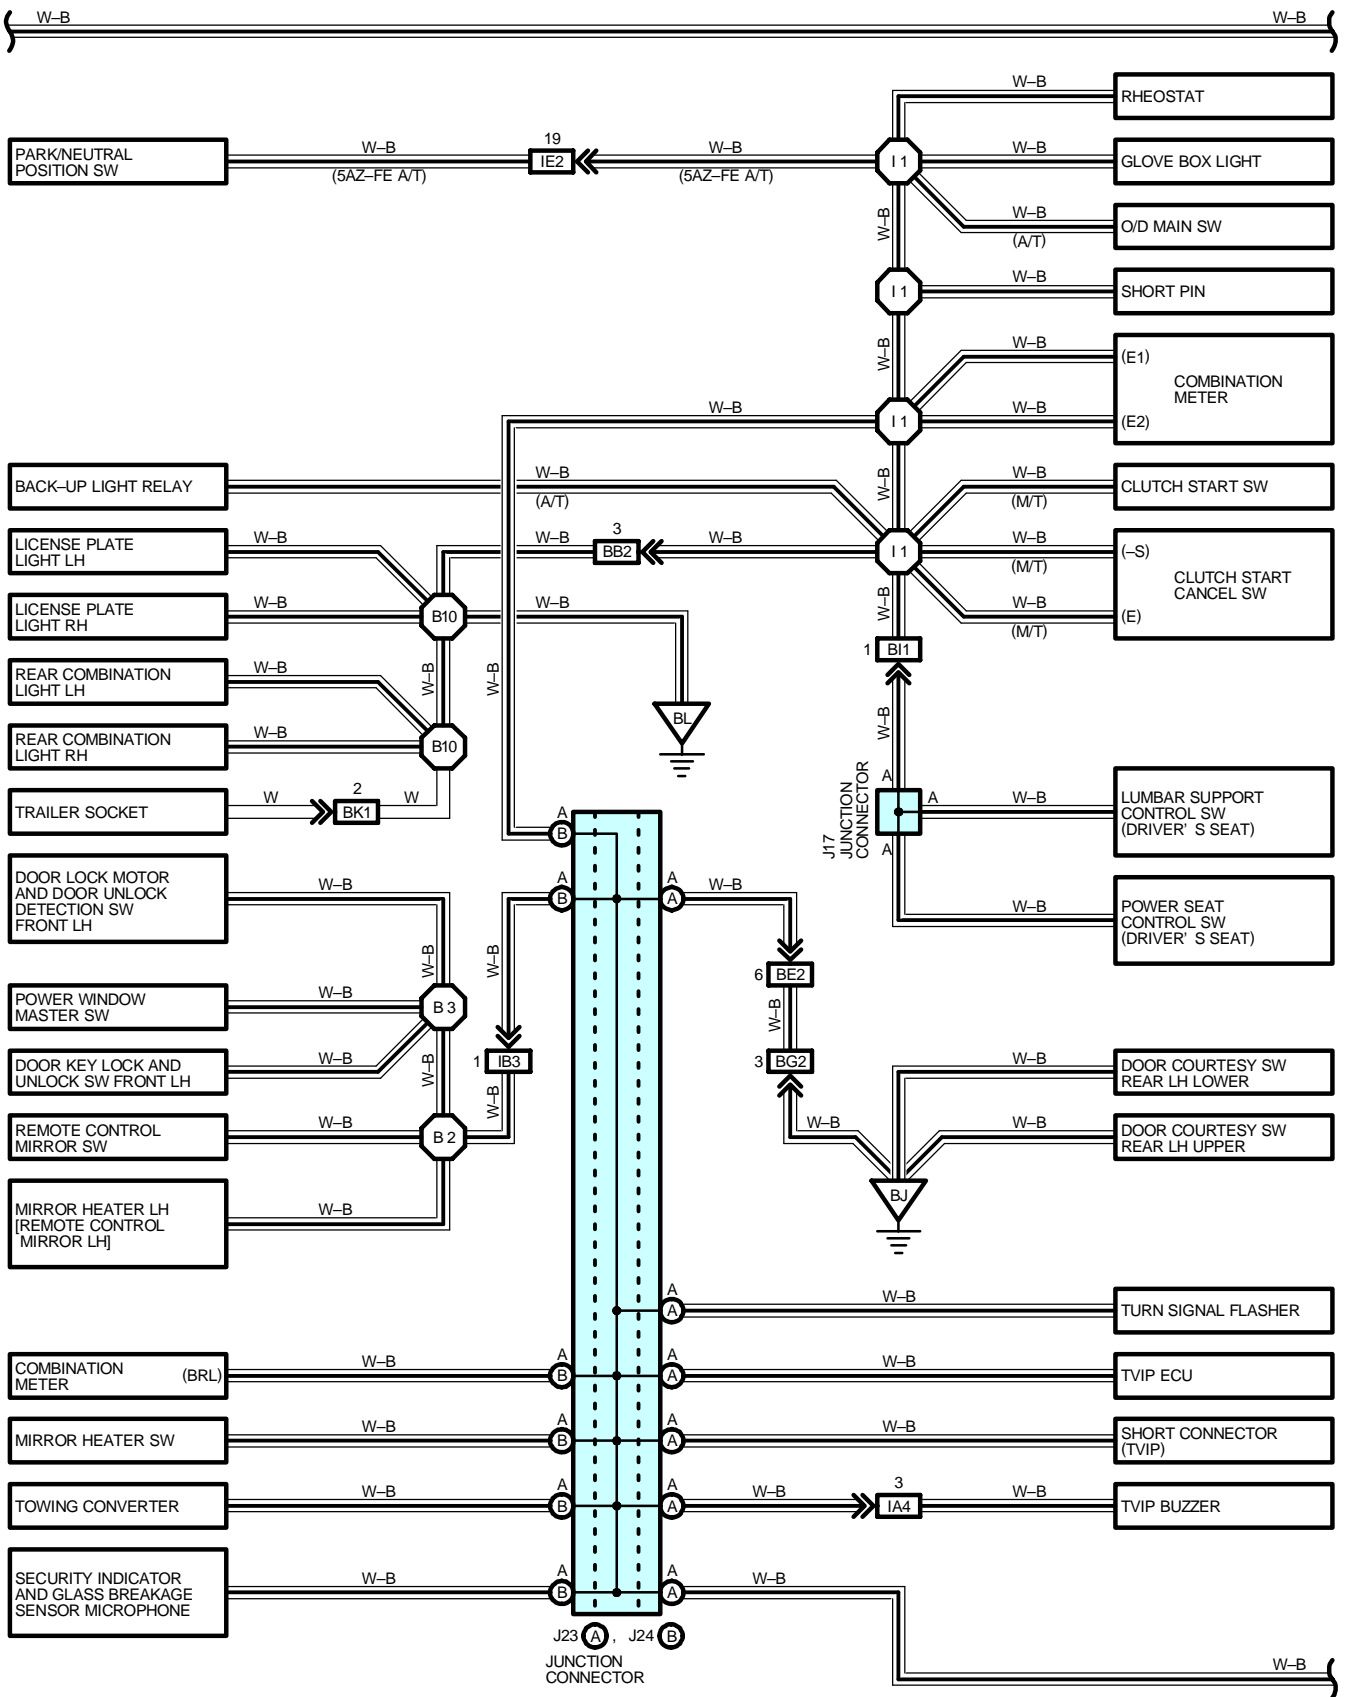 W–B W–B
W–B RHEOSTAT
PARK/NEUTRAL
POSITION SW
W–B
(5AZ–FE A/T)
19
IE2
W–B
(5AZ–FE A/T)
I 1
W–B
GLOVE BOX LIGHT
W–B
(A/T)
O/D MAIN SW
W–B
I 1
W–B
SHORT PIN
W–B
W–B
(E1)
COMBINATION
METER
W–B
I 1
W–B
(E2)
BACK–UP LIGHT RELAY
W–B
(A/T)
W–B
W–B
(M/T)
CLUTCH START SW
LICENSE PLATE
LIGHT LH
W–B
W–B
3
BB2
W–B
I 1
W–B
(M/T)
(–S)
CLUTCH START
CANCEL SW
LICENSE PLATE
LIGHT RH
W–B
B10
W–B
W–B
W–B
(M/T)
(E)
1 BI1
REAR COMBINATION
LIGHT LH
W–B
W–B
W–B
BL
W–B
REAR COMBINATION
LIGHT RH
W–B
B10
TRAILER SOCKET
W
2
BK1
W
J17
JUNCTION
CONNECTOR
A
A
A
W–B
LUMBAR SUPPORT
CONTROL SW
(DRIVER’ S SEAT)
A
B
DOOR LOCK MOTOR
AND DOOR UNLOCK
DETECTION SW
FRONT LH
W–B
A
B
A
A
W–B
W–B
POWER SEAT
CONTROL SW
(DRIVER’ S SEAT)
W–B
W–B
6 BE2
POWER WINDOW
MASTER SW
W–B
B 3
W–B
DOOR KEY LOCK AND
UNLOCK SW FRONT LH
W–B
W–B
1 IB3
3 BG2
W–B
DOOR COURTESY SW
REAR LH LOWER
W–B
REMOTE CONTROL
MIRROR SW
W–B
B 2
W–B
W–B
DOOR COURTESY SW
REAR LH UPPER
BJ
MIRROR HEATER LH
[REMOTE CONTROL
MIRROR LH]
W–B
A
A
W–B
TURN SIGNAL FLASHER
COMBINATION
METER
(BRL)
W–B
A
B
A
A
W–B
TVIP ECU
MIRROR HEATER SW
W–B
A
B
A
A
W–B
SHORT CONNECTOR
(TVIP)
TOWING CONVERTER
W–B
A
B
A
A
W–B
3
IA4
W–B
TVIP BUZZER
SECURITY INDICATOR
AND GLASS BREAKAGE
SENSOR MICROPHONE
W–B
A
B
A
A
W–B
J23 A , J24 B
JUNCTION
CONNECTOR
W–B